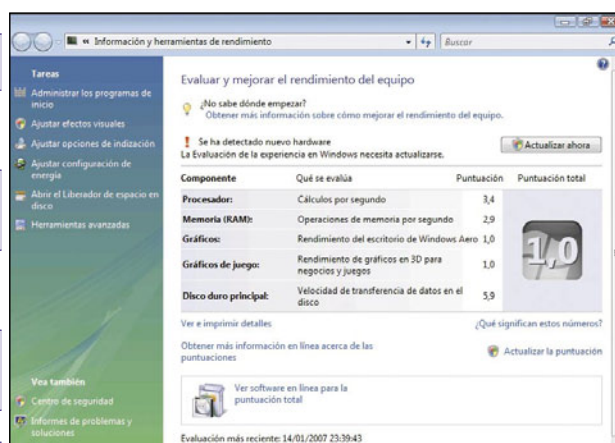 Información y herramientas de rendimiento
Buscar
Tareas
Administrar los programas de
inicio
Ajustar efectos visuales
Ajustar opciones de indización
Ajustar configuración de
energía
Abrir el Liberador de espacio en
disco
Herramientas avanzadas
Vea también
Centro de seguridad
Informes de problemas y
soluciones
Evaluar y mejorar el rendimiento del equipo
¿No sabe dónde empezar?
Obtener más información sobre cómo mejorar el rendimiento del equipo.
Se ha detectado nuevo hardware
La Evaluación de la experiencia en Windows necesita actualizarse.
Actualizar ahora
Componente Qué se evalúa Puntuación Puntuación total
Procesador: Cálculos por segundo 3,4
Memoria (RAM): Operaciones de memoria por segundo 2,9
Gráficos: Rendimiento del escritorio de Windows Aero 1,0
Gráficos de juego: Rendimiento de gráficos en 3D para
negocios y juegos 1,0
Disco duro principal: Velocidad de transferencia de datos en el
disco 5,9
1,0
Ver e imprimir detalles
¿Qué significan estos números?
Obtener más información en línea acerca de las
puntuaciones
Actualizar la puntuación
Ver software en línea para la
puntuación total
Evaluación más reciente: 14/01/2007 23:39:43